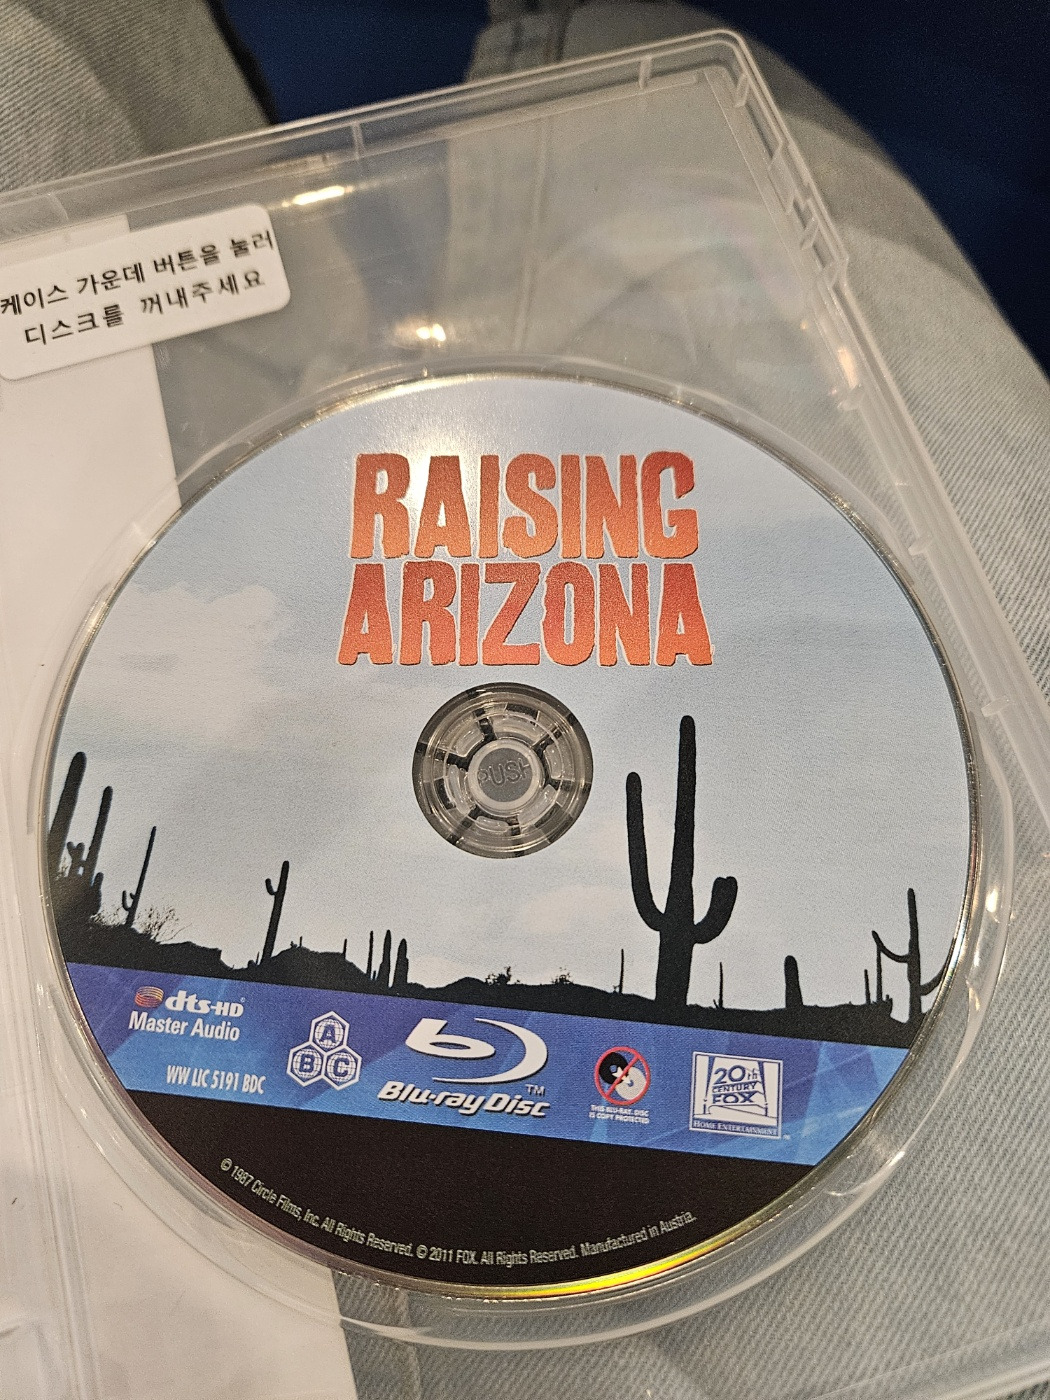 케이스 가운데 버튼을 눌러
디스크를 꺼내주세요
RAISING
ARIZONA
PUSH
dts-HD®
Master Audio
WW LIC 5191 BDC
A
B C
Blu-ray Disc™
THIS BLU-RAY DISC
IS COPY PROTECTED
20th
CENTURY
FOX
HOME ENTERTAINMENT™
© 1987 Circle Films, Inc. All Rights Reserved. © 2011 FOX. All Rights Reserved. Manufactured in Austria.